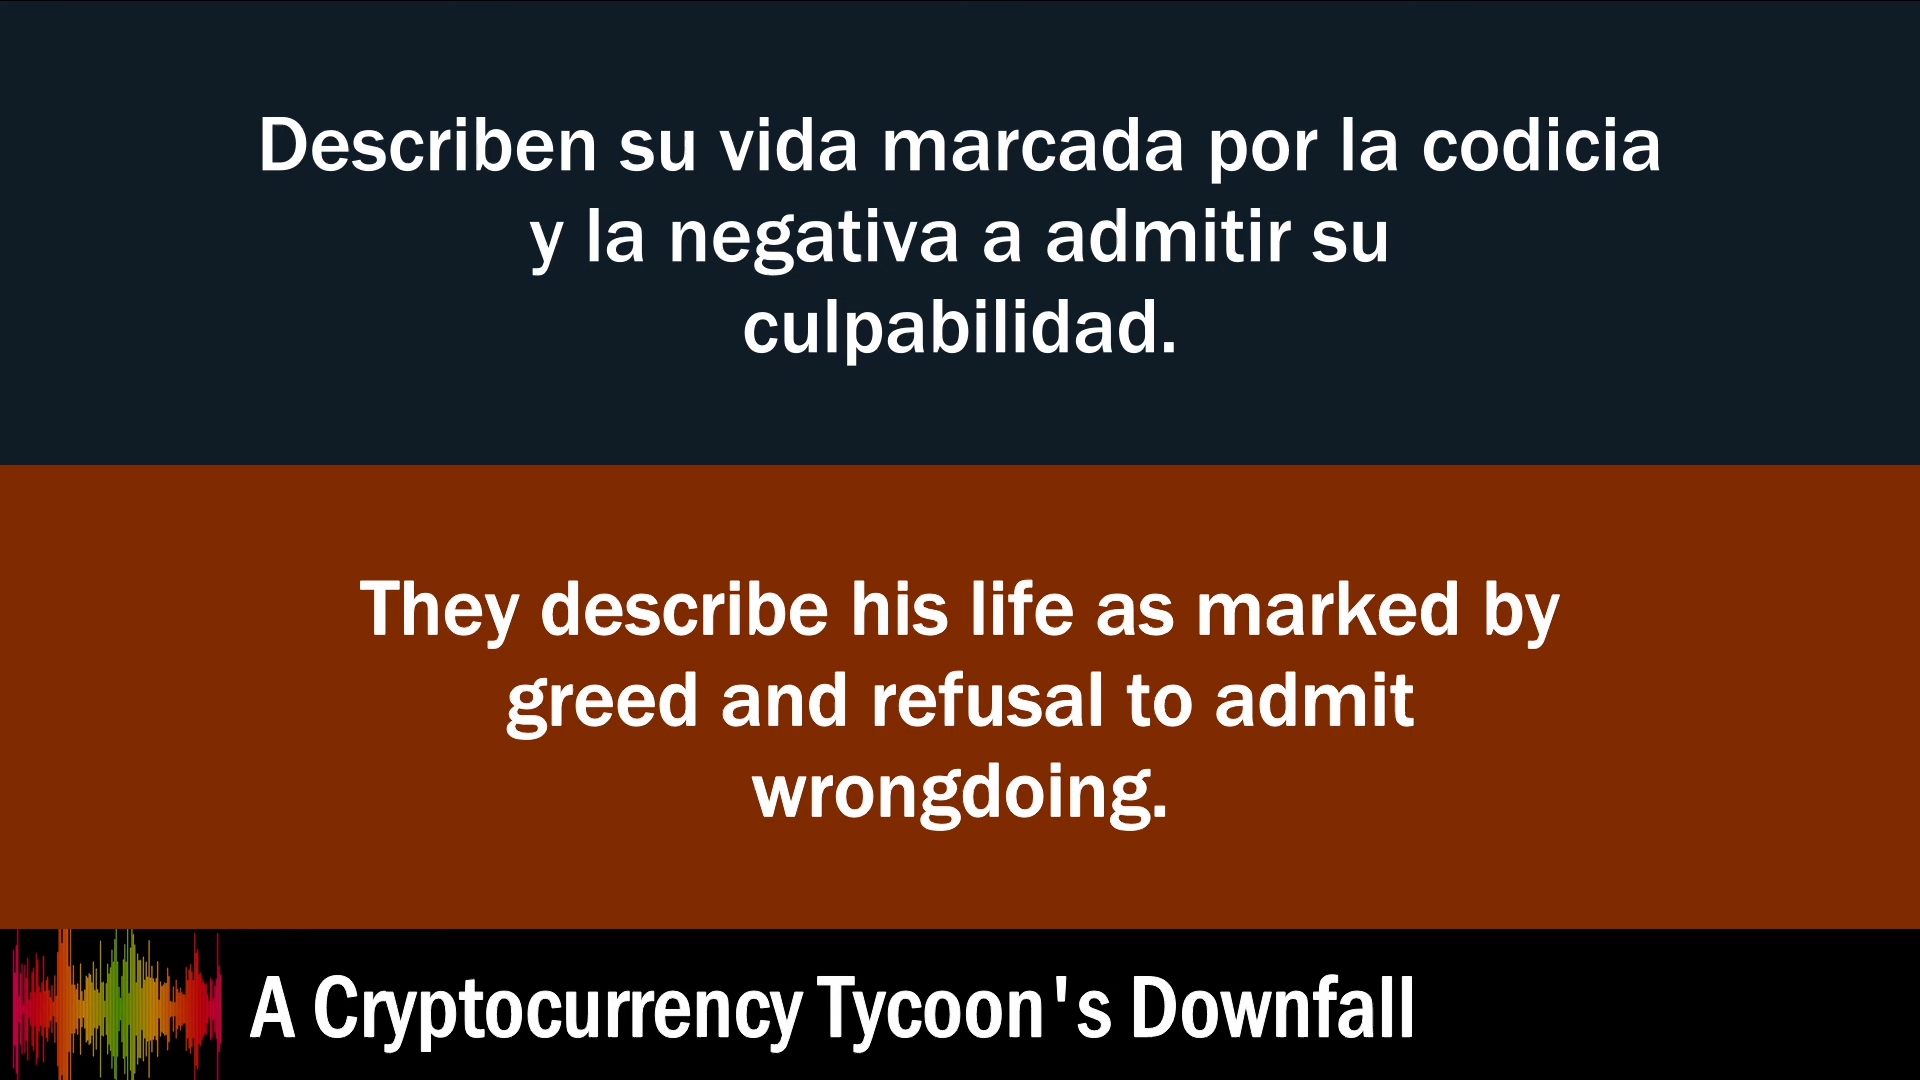 Describen su vida marcada por la codicia
y la negativa a admitir su
culpabilidad.
They describe his life as marked by
greed and refusal to admit
wrongdoing.
A Cryptocurrency Tycoon's Downfall